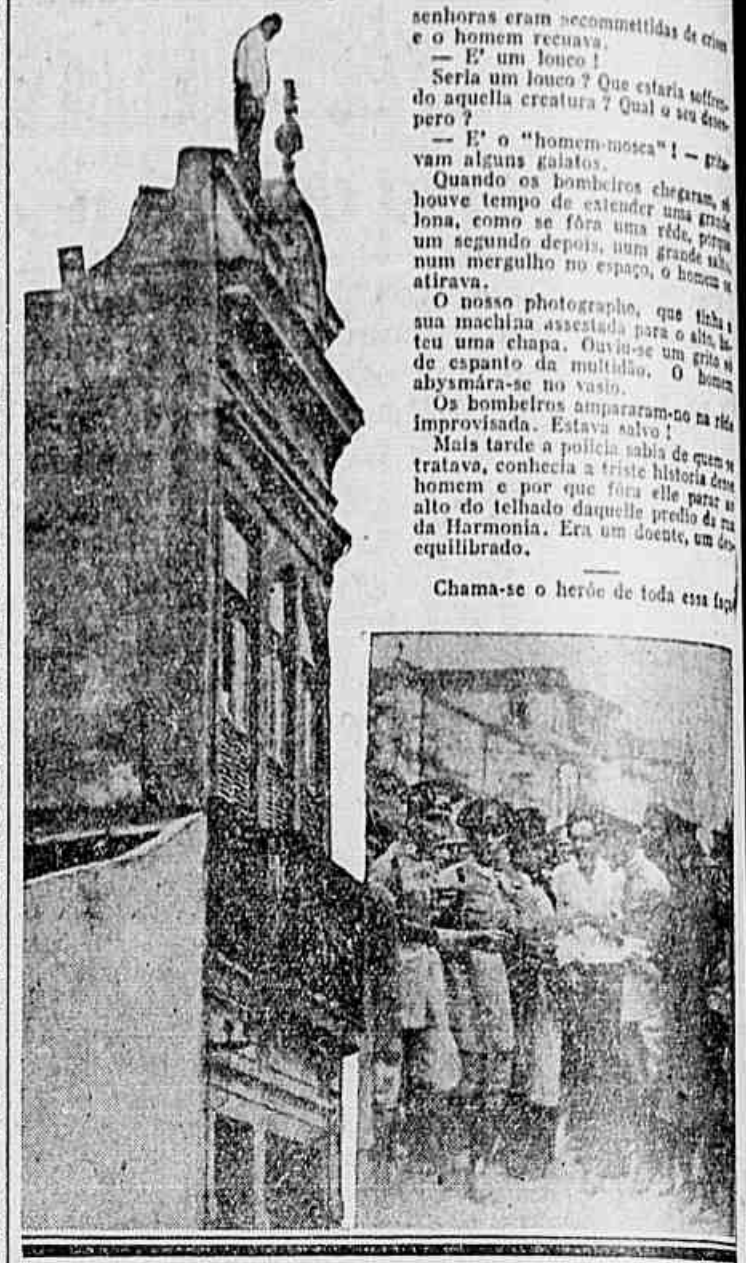 senhoras eram accommettidas de crises
e o homem recuava.
— E' um louco !
Seria um louco ? Que estaria soffren-
do aquella creatura ? Qual o seu deses-
pero ?
— E' o "homem-mosca" ! — grita-
vam alguns gaiatos.
Quando os bombeiros chegaram, só
houve tempo de extender uma grande
lona, como se fôra uma rêde, porque
um segundo depois, num grande salto,
num mergulho no espaço, o homem se
atirava.
O nosso photographo, que tinha a
sua machina assestada para o alto, ba-
teu uma chapa. Ouviu-se um grito só
de espanto da multidão. O homem
abysmára-se no vasio.
Os bombeiros ampararam-no na rêde
improvisada. Estava salvo !
Mais tarde a policia sabia de quem se
tratava, conhecia a triste historia desse
homem e por que fôra elle parar ao
alto do telhado daquelle predio da rua
da Harmonia. Era um doente, um des-
equilibrado.
Chama-se o heróe de toda essa